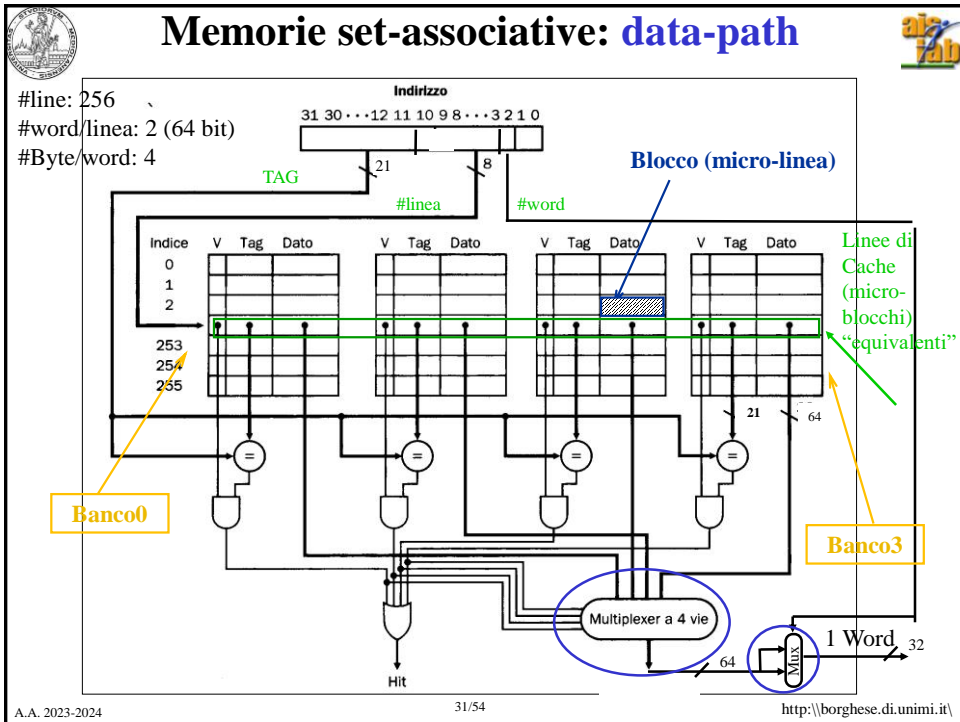 Memorie set-associative: data-path
#line: 256
#word/linea: 2 (64 bit)
#Byte/word: 4
Indirizzo
31 30 · · · 12 11 10 9 8 · · · 3 2 1 0
21
8
TAG
#linea
#word
Blocco (micro-linea)
Indice V Tag Dato V Tag Dato V Tag Dato V Tag Dato
0
1
2
253
254
255
Linee di
Cache
(micro-
blocchi)
“equivalenti”
21
64
= = = =
Banco0
Banco3
Multiplexer a 4 vie
64
Mux
1 Word
32
Hit
A.A. 2023-2024
31/54
http:\\borghese.di.unimi.it\